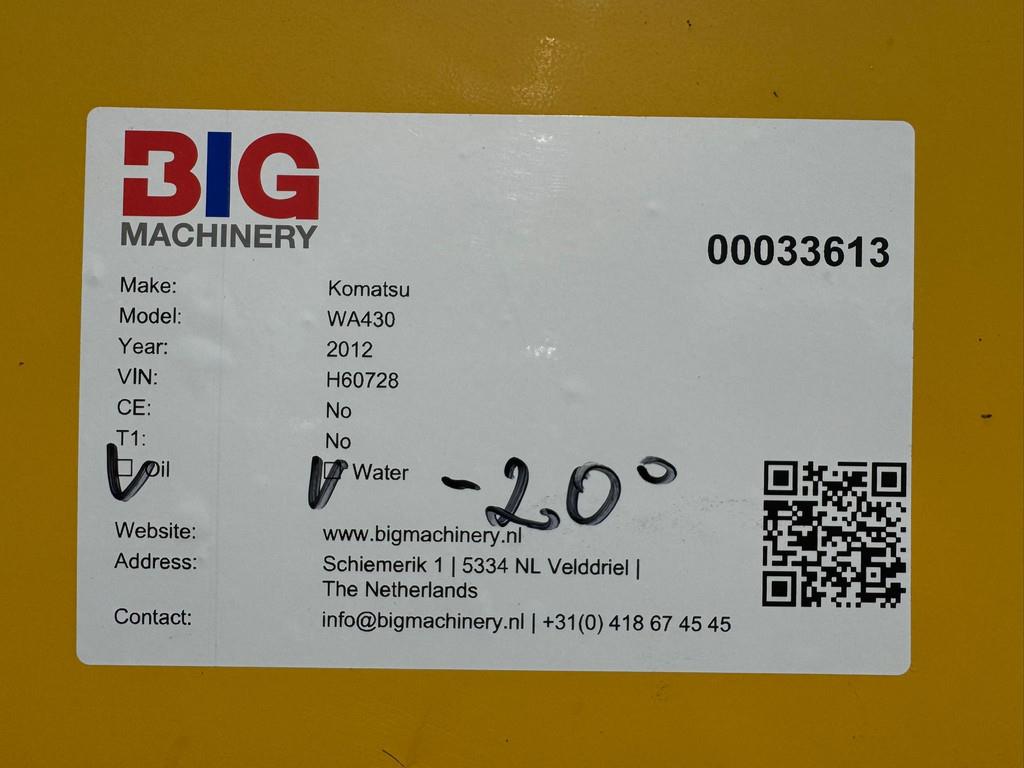 BIG
MACHINERY
00033613
Make: Komatsu
Model: WA430
Year: 2012
VIN: H60728
CE: No
T1: No
V Oil V Water -20°
Website: www.bigmachinery.nl
Address: Schiemerik 1 | 5334 NL Velddriel |
The Netherlands
Contact: info@bigmachinery.nl | +31(0) 418 67 45 45